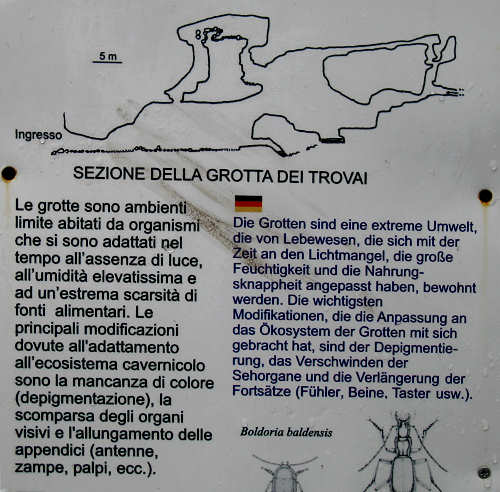 8
5 m
Ingresso
SEZIONE DELLA GROTTA DEI TROVAI
Le grotte sono ambienti
limite abitati da organismi
che si sono adattati nel
tempo all'assenza di luce,
all'umidità elevatissima e
ad un'estrema scarsità di
fonti alimentari. Le
principali modificazioni
dovute all'adattamento
all'ecosistema cavernicolo
sono la mancanza di colore
(depigmentazione), la
scomparsa degli organi
visivi e l'allungamento delle
appendici (antenne,
zampe, palpi, ecc.).
Die Grotten sind eine extreme Umwelt,
die von Lebewesen, die sich mit der
Zeit an den Lichtmangel, die große
Feuchtigkeit und die Nahrung-
sknappheit angepasst haben, bewohnt
werden. Die wichtigsten
Modifikationen, die die Anpassung an
das Ökosystem der Grotten mit sich
gebracht hat, sind der Depigmentie-
rung, das Verschwinden der
Sehorgane und die Verlängerung der
Fortsätze (Fühler, Beine, Taster usw.).
Boldoria baldensis